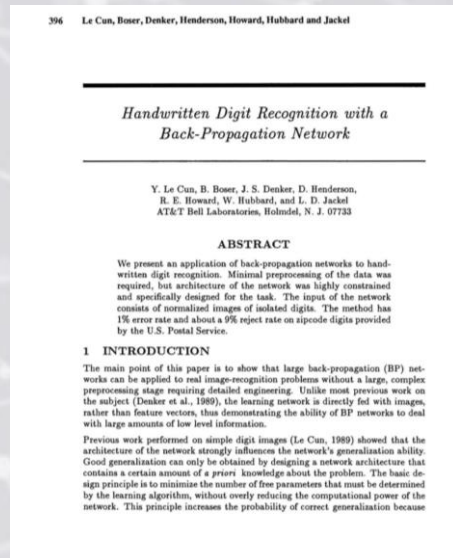 396 Le Cun, Boser, Denker, Henderson, Howard, Hubbard and Jackel
Handwritten Digit Recognition with a
Back-Propagation Network
Y. Le Cun, B. Boser, J. S. Denker, D. Henderson,
R. E. Howard, W. Hubbard, and L. D. Jackel
AT&T Bell Laboratories, Holmdel, N. J. 07733
ABSTRACT
We present an application of back-propagation networks to hand-
written digit recognition. Minimal preprocessing of the data was
required, but architecture of the network was highly constrained
and specifically designed for the task. The input of the network
consists of normalized images of isolated digits. The method has
1% error rate and about a 9% reject rate on zipcode digits provided
by the U.S. Postal Service.
1 INTRODUCTION
The main point of this paper is to show that large back-propagation (BP) net-
works can be applied to real image-recognition problems without a large, complex
preprocessing stage requiring detailed engineering. Unlike most previous work on
the subject (Denker et al., 1989), the learning network is directly fed with images,
rather than feature vectors, thus demonstrating the ability of BP networks to deal
with large amounts of low level information.
Previous work performed on simple digit images (Le Cun, 1989) showed that the
architecture of the network strongly influences the network's generalization ability.
Good generalization can only be obtained by designing a network architecture that
contains a certain amount of a priori knowledge about the problem. The basic de-
sign principle is to minimize the number of free parameters that must be determined
by the learning algorithm, without overly reducing the computational power of the
network. This principle increases the probability of correct generalization because